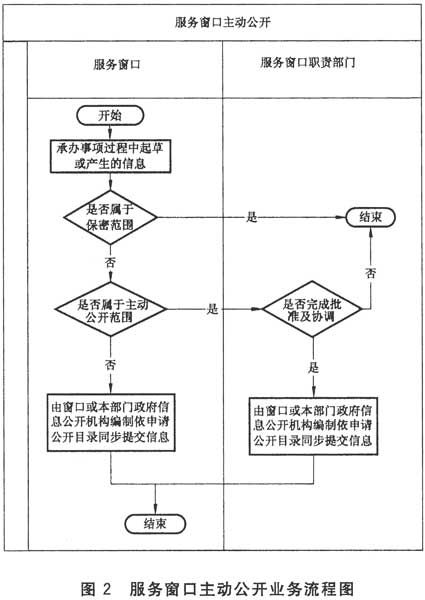 服务窗口主动公开
服务窗口
服务窗口职责部门
开始
承办事项过程中起草
或产生的信息
是否属于
保密范围
是
结束
否
否
是否属于主动
公开范围
是
是否完成批
准及协调
否
是
由窗口或本部门政府信
息公开机构编制依申请
公开目录同步提交信息
由窗口或本部门政府信
息公开机构编制依申请
公开目录同步提交信息
结束
图 2 服务窗口主动公开业务流程图